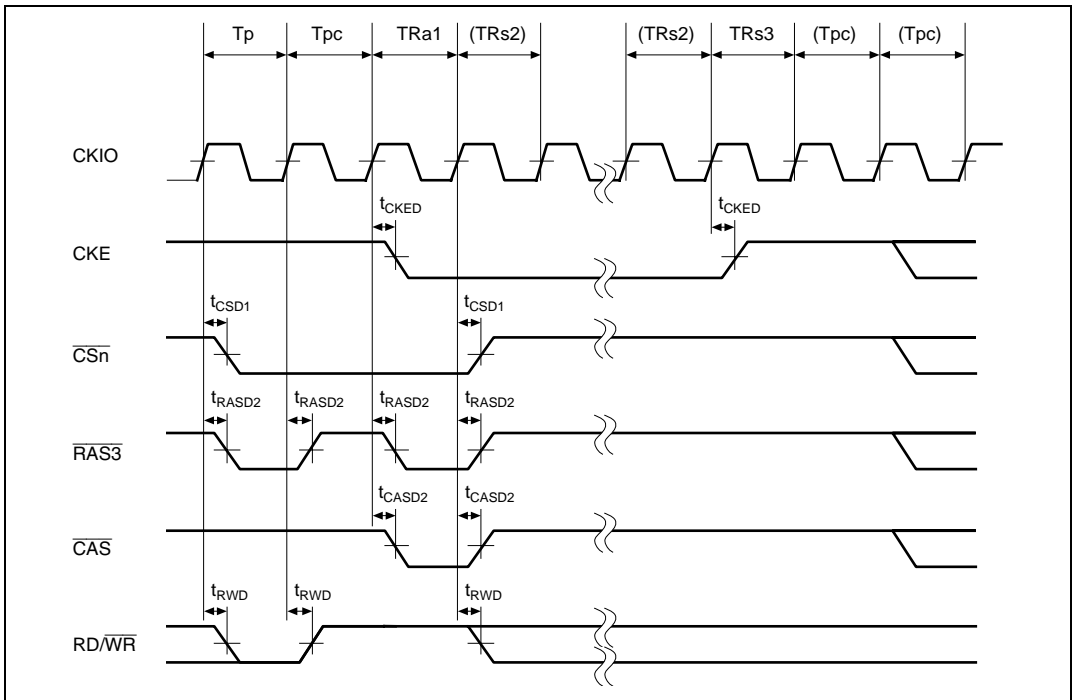 Tp Tpc TRa1 (TRs2) (TRs2) TRs3 (Tpc) (Tpc)
CKIO
tCKED tCKED
CKE
tCSD1 tCSD1
CSn
tRASD2 tRASD2 tRASD2 tRASD2
RAS3
tCASD2 tCASD2
CAS
tRWD tRWD tRWD
RD/WR